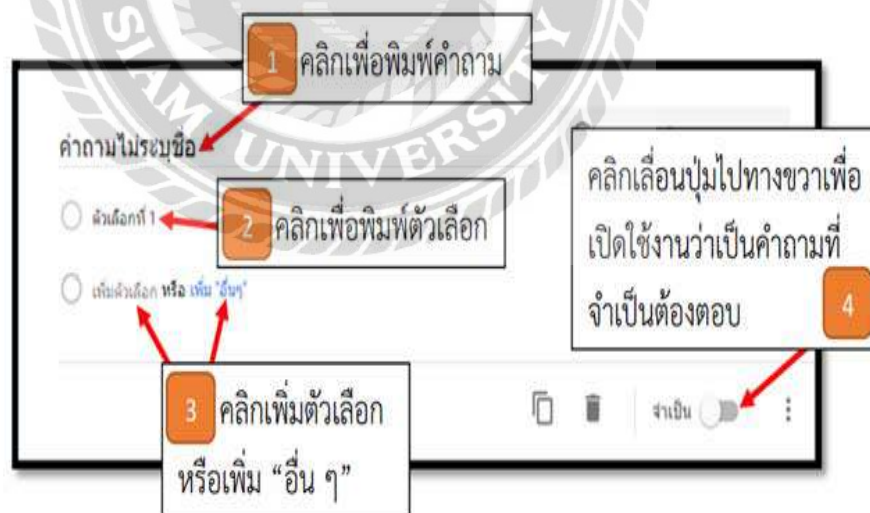 1 คลิกเพื่อพิมพ์คำถาม
SIAM UNIVERSITY
คำถามไม่ระบุชื่อ
ตัวเลือกที่ 1
2 คลิกเพื่อพิมพ์ตัวเลือก
เพิ่มตัวเลือก หรือ เพิ่ม "อื่นๆ"
3 คลิกเพิ่มตัวเลือก
หรือเพิ่ม “อื่น ๆ”
คลิกเลื่อนปุ่มไปทางขวาเพื่อ
เปิดใช้งานว่าเป็นคำถามที่
จำเป็นต้องตอบ 4
จำเป็น